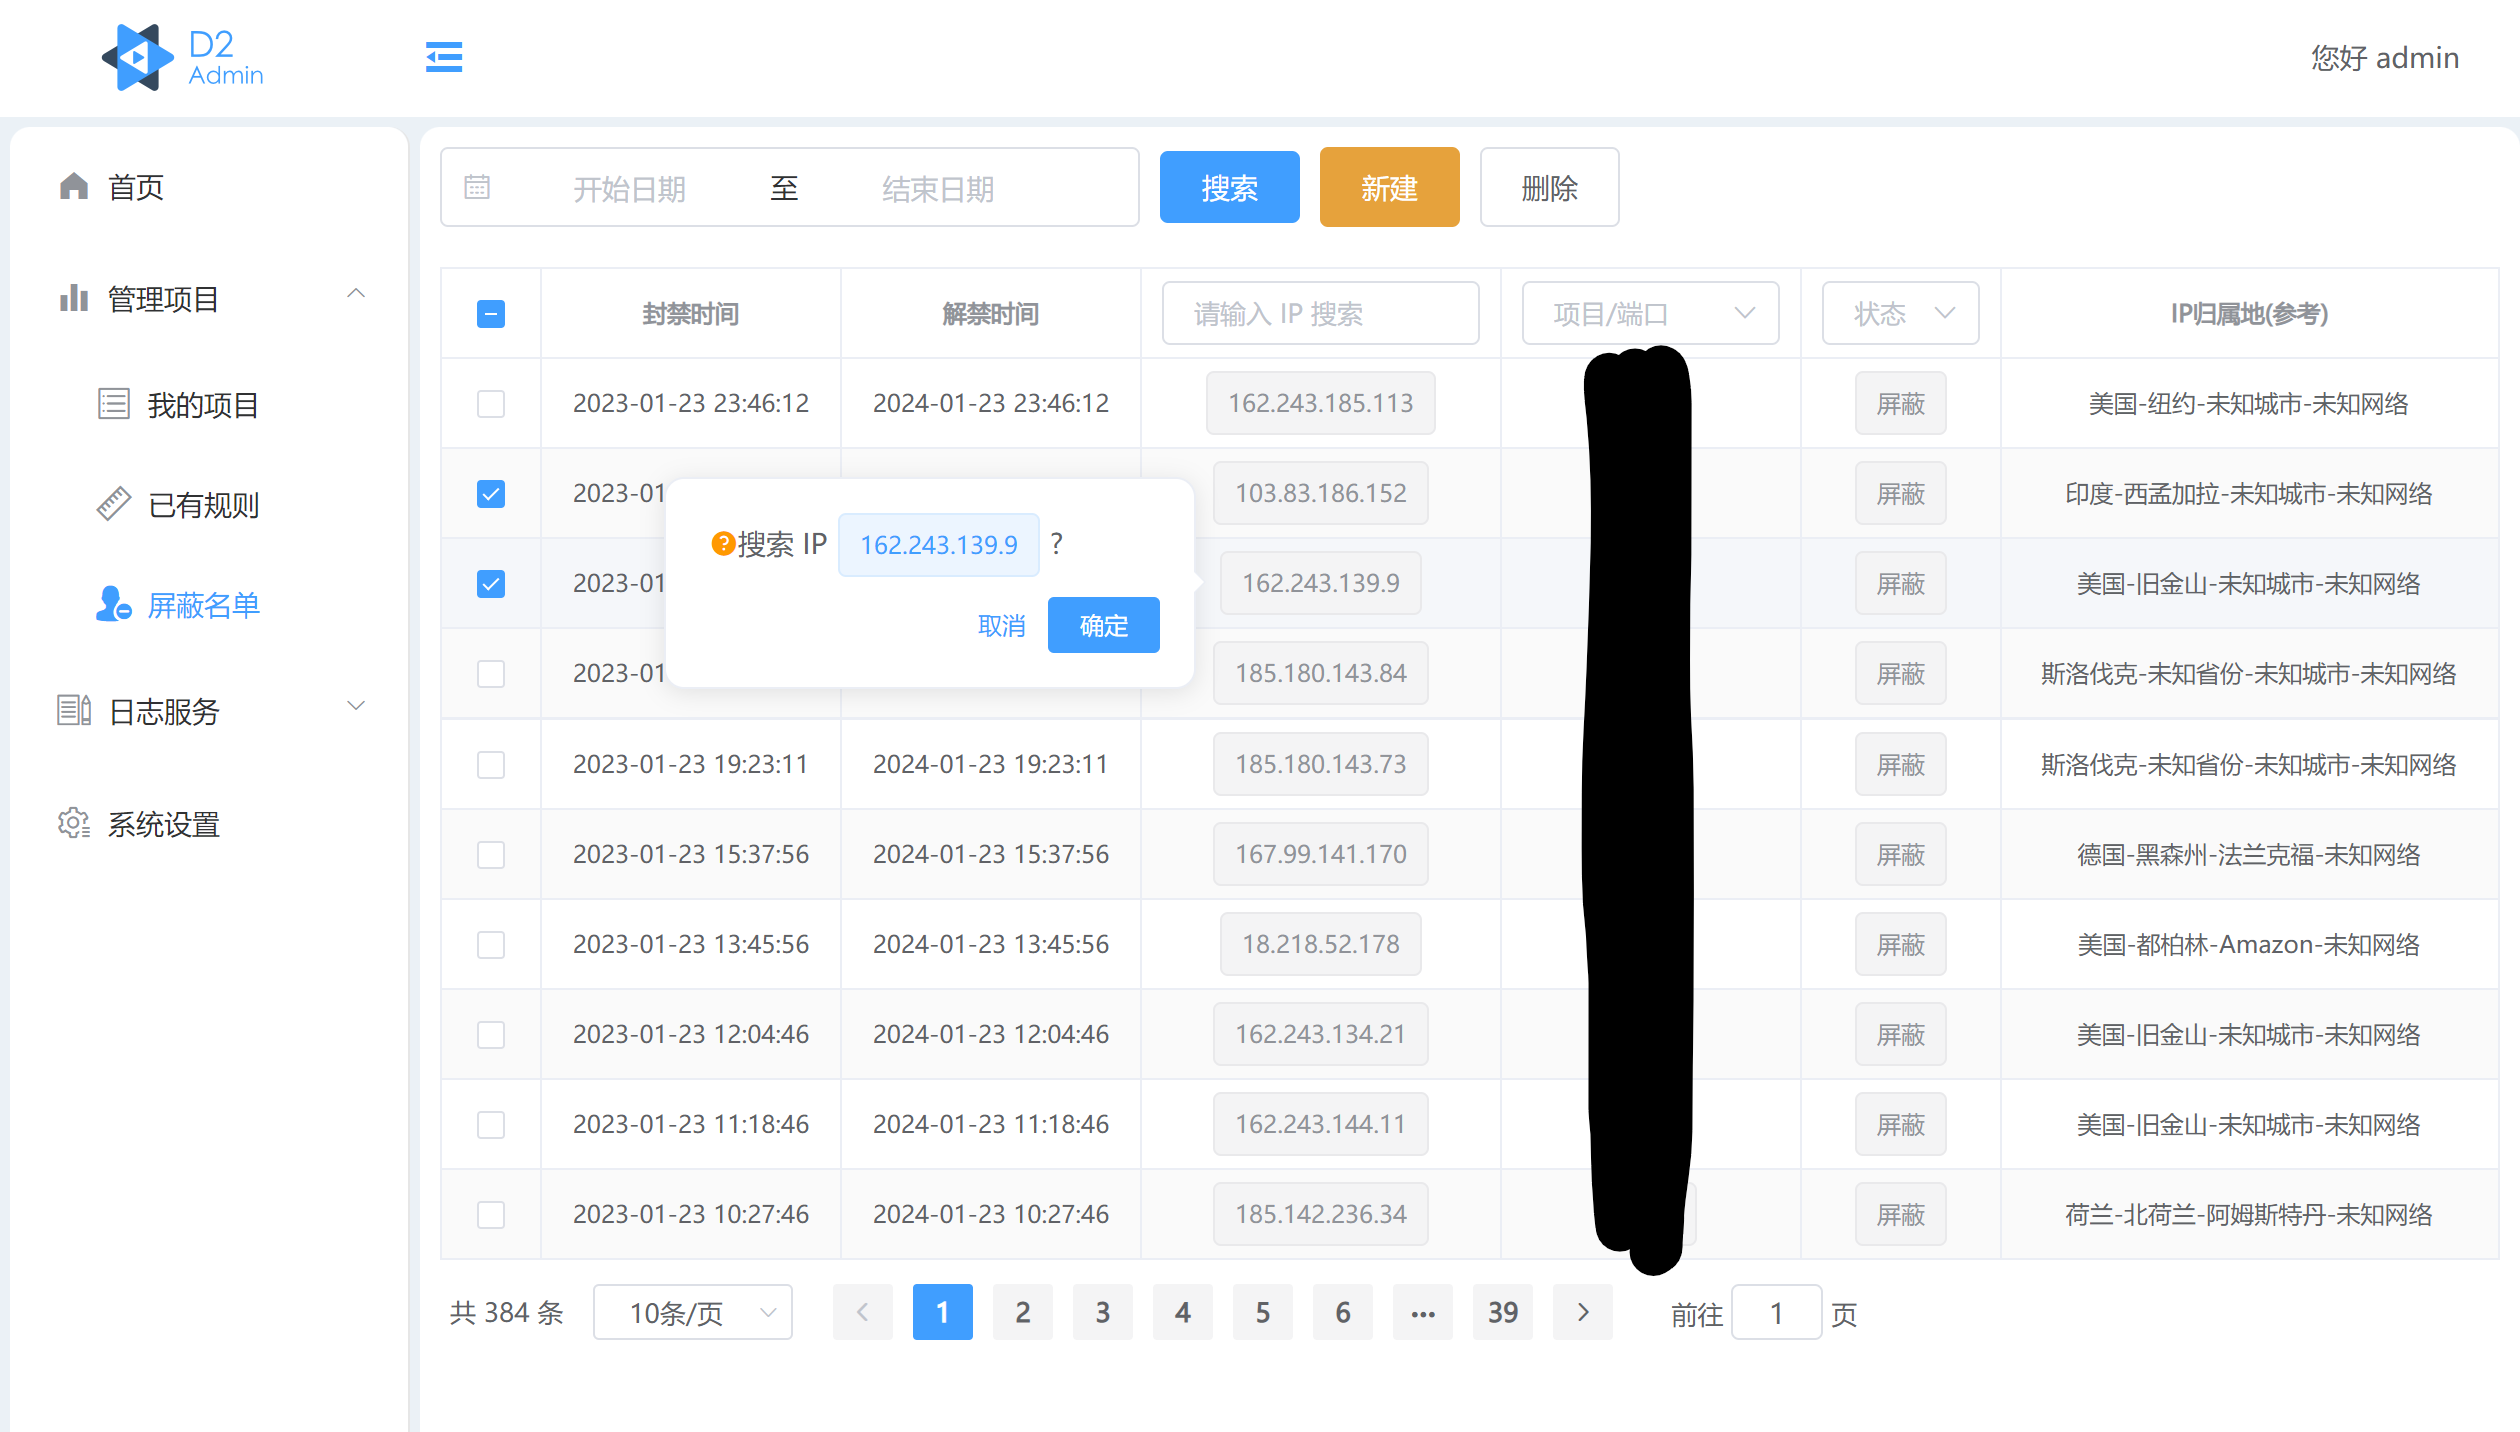 D2
Admin
您好 admin
首页
管理项目
我的项目
已有规则
屏蔽名单
日志服务
系统设置
开始日期 至 结束日期 搜索 新建 删除
封禁时间 解禁时间 请输入 IP 搜索 项目/端口 状态 IP归属地(参考)
2023-01-23 23:46:12 2024-01-23 23:46:12 162.243.185.113 屏蔽 美国-纽约-未知城市-未知网络
2023-01 103.83.186.152 屏蔽 印度-西孟加拉-未知城市-未知网络
搜索 IP 162.243.139.9 ?
取消 确定
2023-01 162.243.139.9 屏蔽 美国-旧金山-未知城市-未知网络
2023-01 185.180.143.84 屏蔽 斯洛伐克-未知省份-未知城市-未知网络
2023-01-23 19:23:11 2024-01-23 19:23:11 185.180.143.73 屏蔽 斯洛伐克-未知省份-未知城市-未知网络
2023-01-23 15:37:56 2024-01-23 15:37:56 167.99.141.170 屏蔽 德国-黑森州-法兰克福-未知网络
2023-01-23 13:45:56 2024-01-23 13:45:56 18.218.52.178 屏蔽 美国-都柏林-Amazon-未知网络
2023-01-23 12:04:46 2024-01-23 12:04:46 162.243.134.21 屏蔽 美国-旧金山-未知城市-未知网络
2023-01-23 11:18:46 2024-01-23 11:18:46 162.243.144.11 屏蔽 美国-旧金山-未知城市-未知网络
2023-01-23 10:27:46 2024-01-23 10:27:46 185.142.236.34 屏蔽 荷兰-北荷兰-阿姆斯特丹-未知网络
共 384 条 10条/页 1 2 3 4 5 6 ... 39 前往 1 页